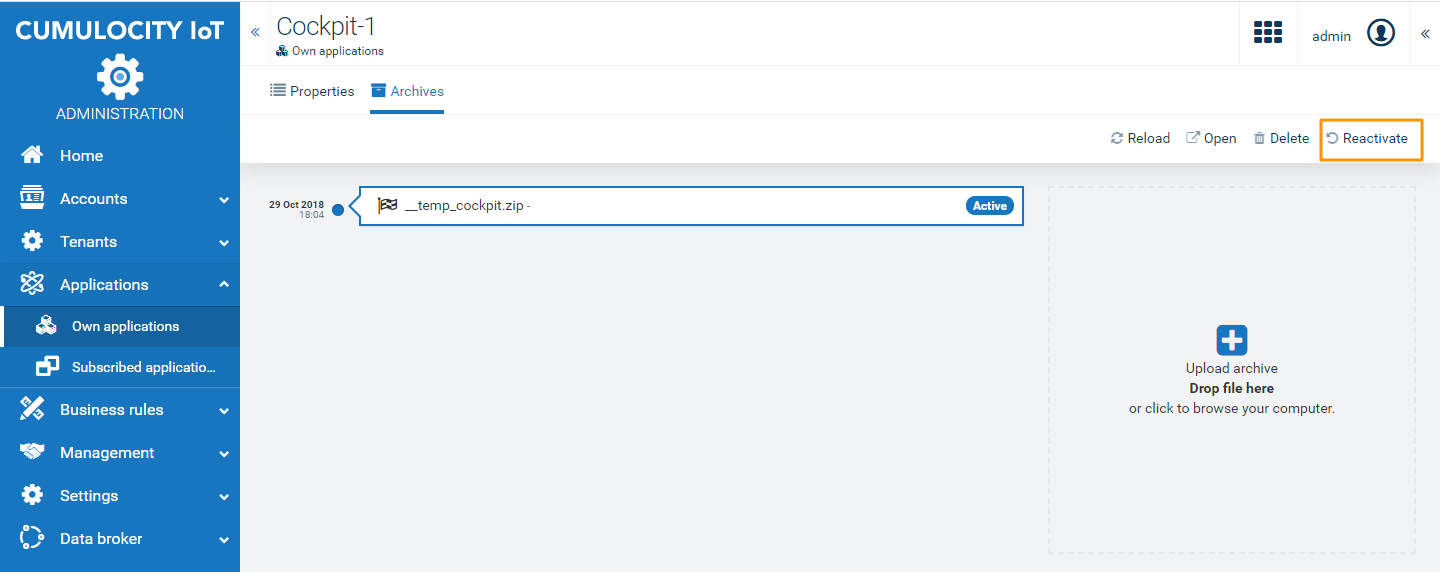 CUMULOCITY IoT
ADMINISTRATION
Home
Accounts
Tenants
Applications
Own applications
Subscribed applicatio...
Business rules
Management
Settings
Data broker
Cockpit-1
Own applications
admin
Properties
Archives
Reload
Open
Delete
Reactivate
29 Oct 2018
18:04
__temp_cockpit.zip -
Active
Upload archive
Drop file here
or click to browse your computer.